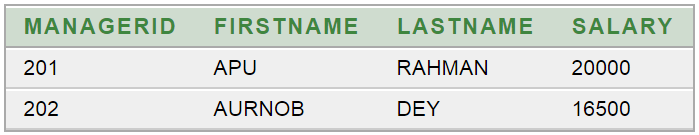 MANAGERID FIRSTNAME LASTNAME SALARY
201 APU RAHMAN 20000
202 AURNOB DEY 16500